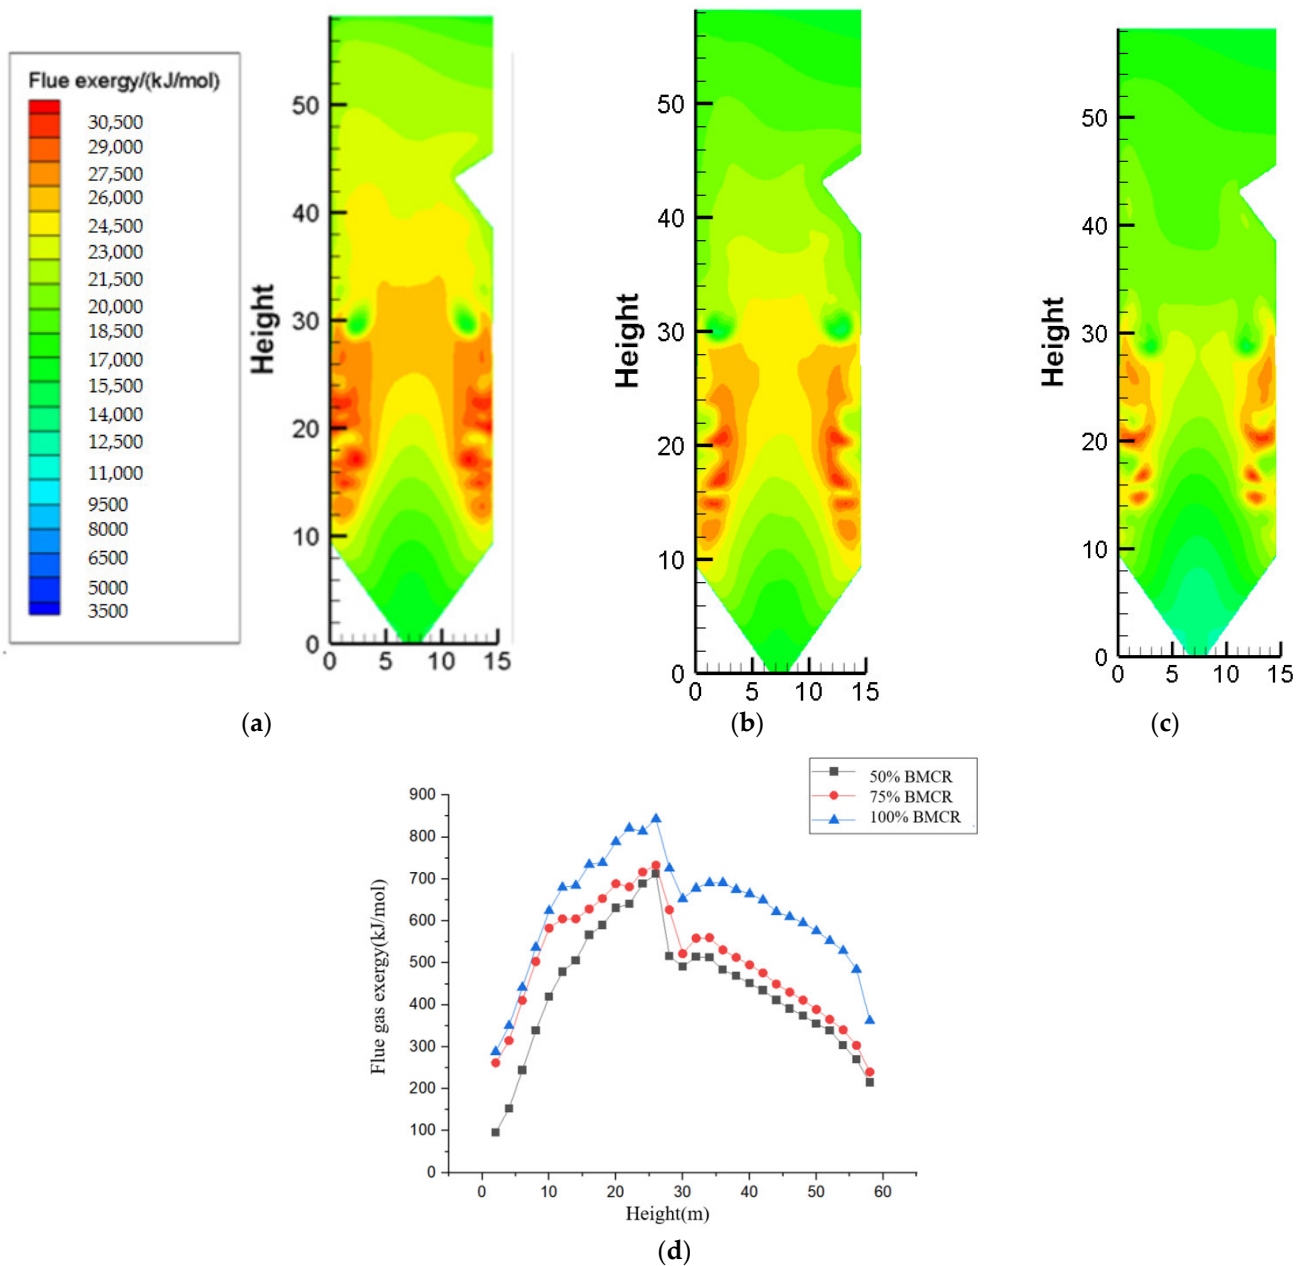 Flue exergy/(kJ/mol)
30,500
29,000
27,500
26,000
24,500
23,000
21,500
20,000
18,500
17,000
15,500
14,000
12,500
11,000
9500
8000
6500
5000
3500
Height
50
40
30
20
10
0
0 5 10 15
(a)
Height
50
40
30
20
10
0
0 5 10 15
(b)
Height
50
40
30
20
10
0
0 5 10 15
(c)
50% BMCR
75% BMCR
100% BMCR
Flue gas exergy(kJ/mol)
900
800
700
600
500
400
300
200
100
0
0 10 20 30 40 50 60
Height(m)
(d)